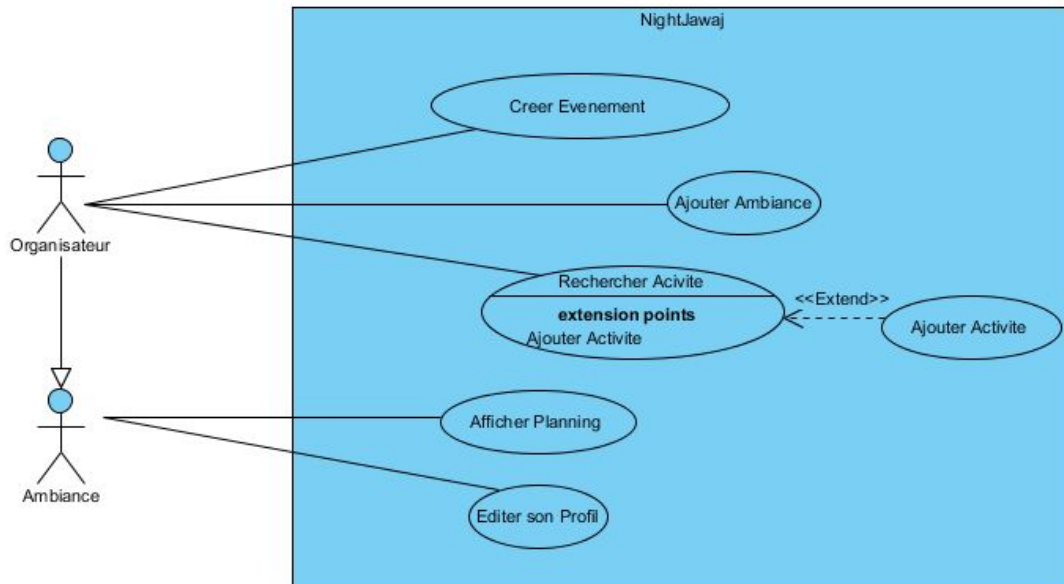 NightJawaj
Creer Evenement
Organisateur
Ajouter Ambiance
Rechercher Acivite
extension points
Ajouter Activite
<<Extend>>
Ajouter Activite
Ambiance
Afficher Planning
Editer son Profil